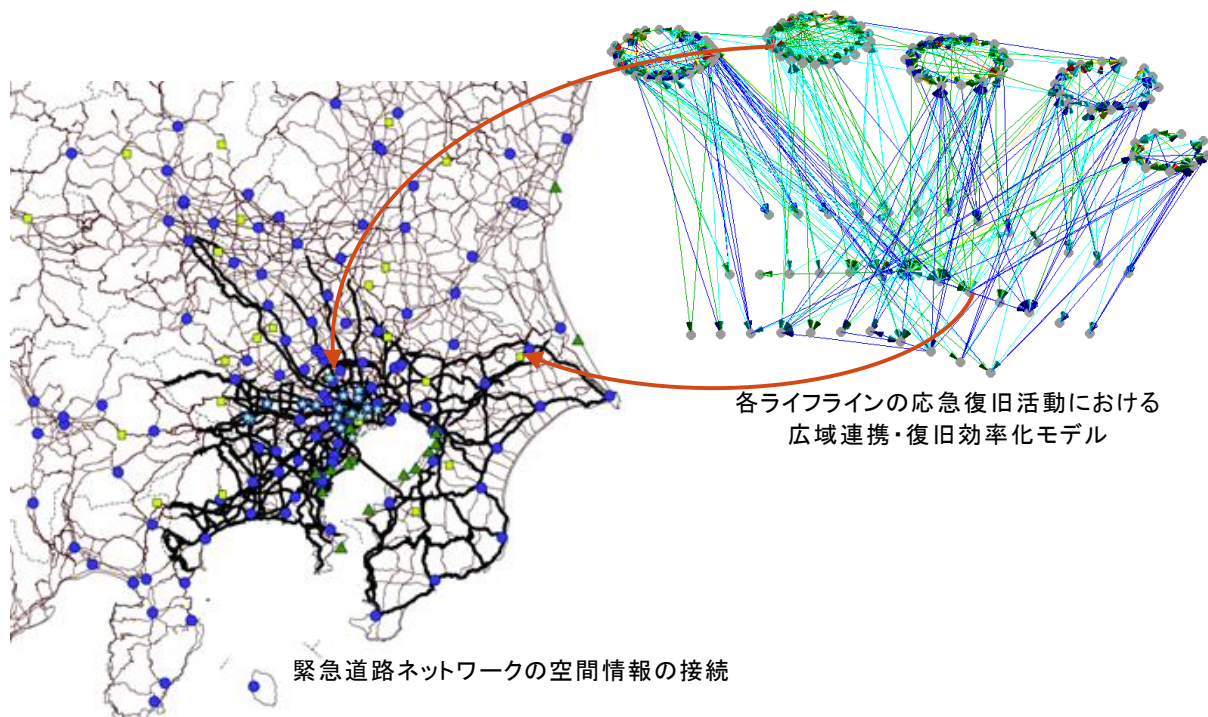 各ライフラインの応急復旧活動における
広域連携・復旧効率化モデル
緊急道路ネットワークの空間情報の接続